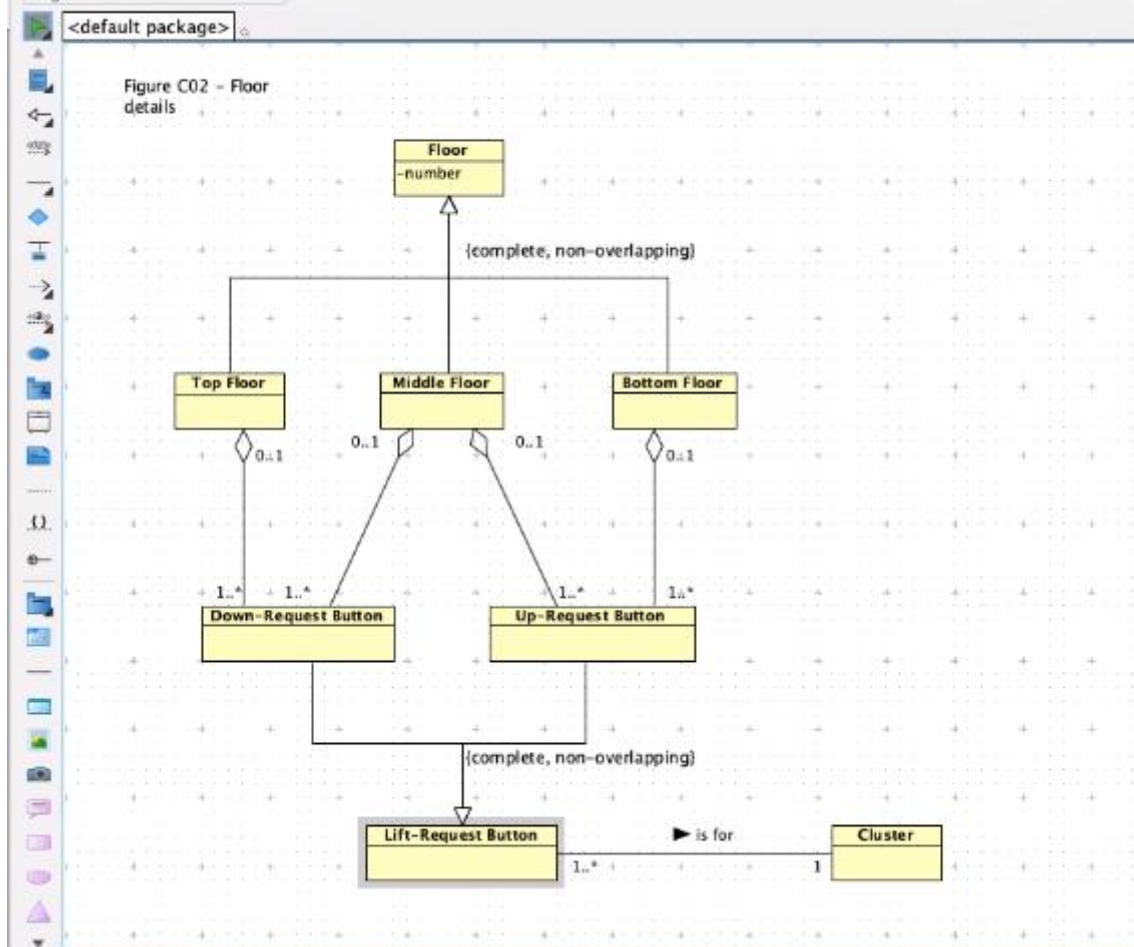 <default package>
Figure C02 - Floor
details
Floor
-number
{complete, non-overlapping}
Top Floor
Middle Floor
Bottom Floor
0..1
0..1
0..1
0..1
1..*
1..*
1..*
1..*
Down-Request Button
Up-Request Button
{complete, non-overlapping}
Lift-Request Button
▶ is for
Cluster
1..*
1